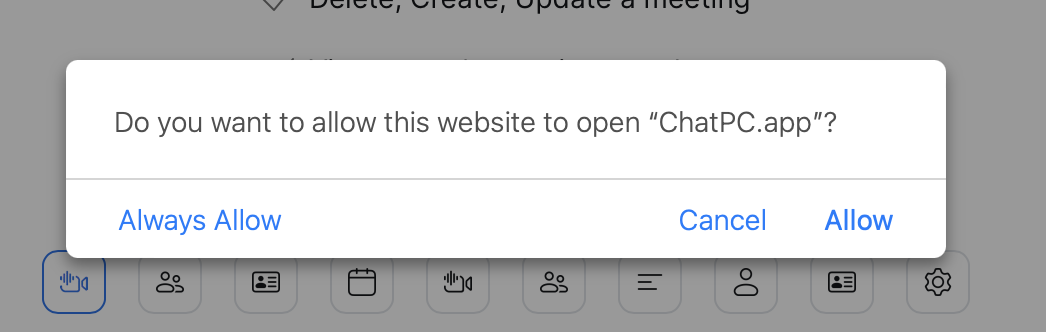 Delete, Create, Update a meeting
Do you want to allow this website to open “ChatPC.app”?
Always Allow
Cancel
Allow